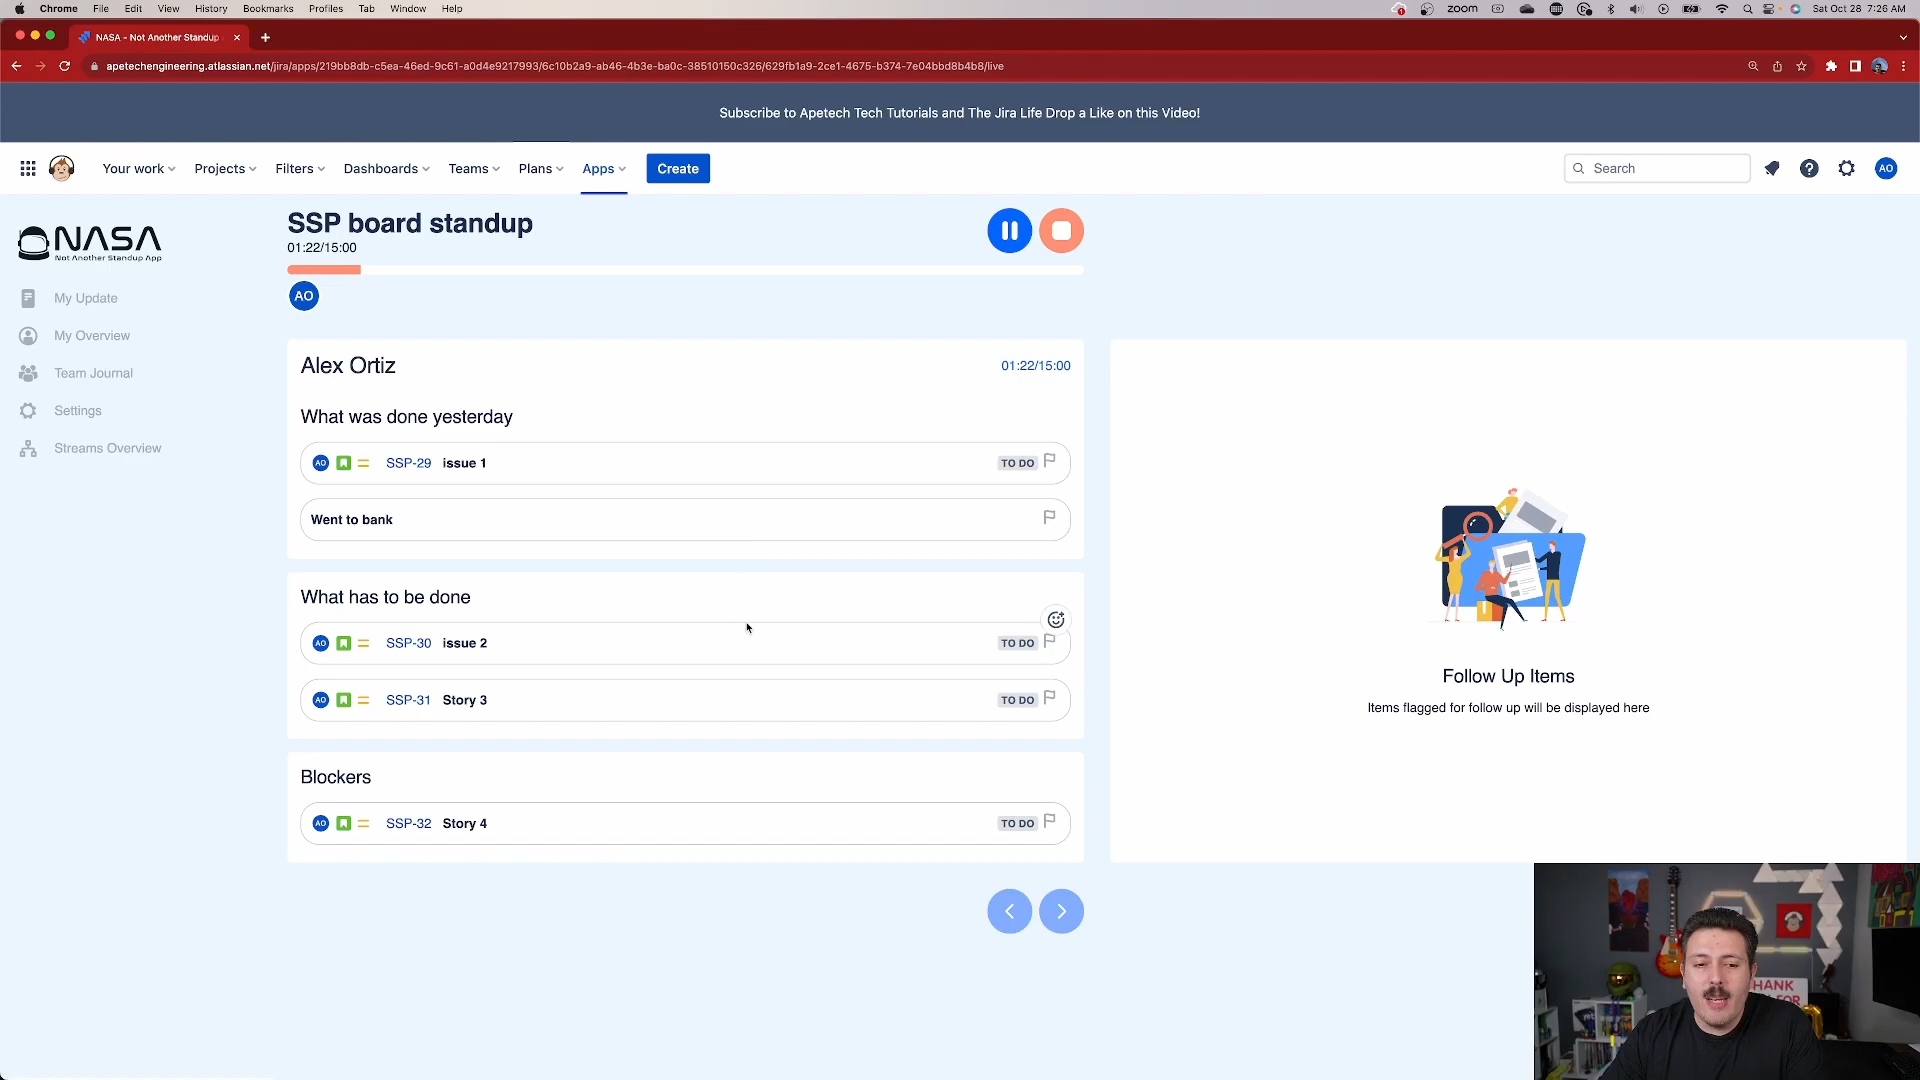 Chrome File Edit View History Bookmarks Profiles Tab Window Help zoom Sat Oct 28 7:26 AM
NASA - Not Another Standup
apetechengineering.atlassian.net/jira/apps/219bb8db-c5ea-46ed-9c61-a0d4e9217993/6c10b2a9-ab46-4b3e-ba0c-38510150c326/629fb1a9-2ce1-4675-b374-7e04bbd8b4b8/live
Subscribe to Apetech Tech Tutorials and The Jira Life Drop a Like on this Video!
Your work Projects Filters Dashboards Teams Plans Apps Create Search AO
NASA
Not Another Standup App
My Update
My Overview
Team Journal
Settings
Streams Overview
SSP board standup
01:22/15:00
AO
Alex Ortiz 01:22/15:00
What was done yesterday
AO SSP-29 issue 1 TO DO
Went to bank
What has to be done
AO SSP-30 issue 2 TO DO
AO SSP-31 Story 3 TO DO
Blockers
AO SSP-32 Story 4 TO DO
Follow Up Items
Items flagged for follow up will be displayed here